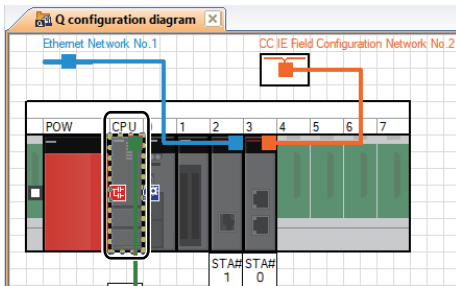 Q configuration diagram
Ethernet Network No.1
CC IE Field Configuration Network No.2
POW CPU 1 2 3 4 5 6 7
STA# STA#
1 0